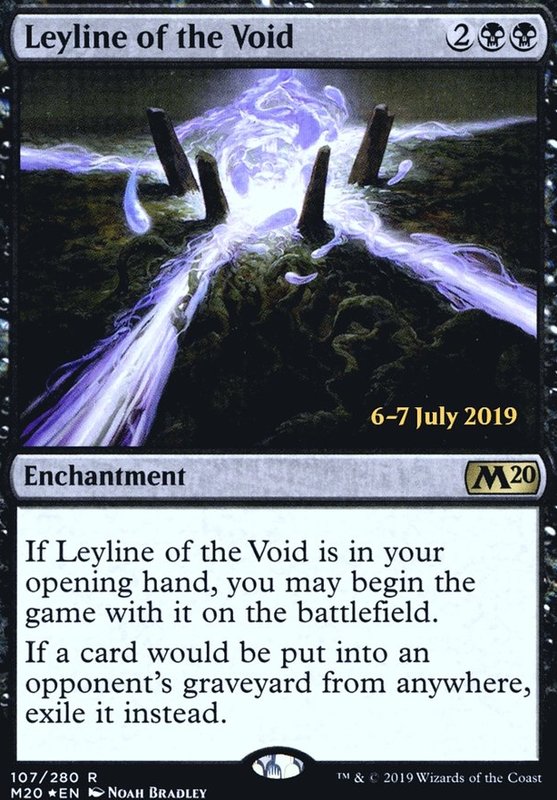 Leyline of the Void 2
6–7 July 2019
Enchantment M20
If Leyline of the Void is in your
opening hand, you may begin the
game with it on the battlefield.
If a card would be put into an
opponent's graveyard from anywhere,
exile it instead.
107/280 R
M20 ★ EN Noah Bradley
™ & © 2019 Wizards of the Coast